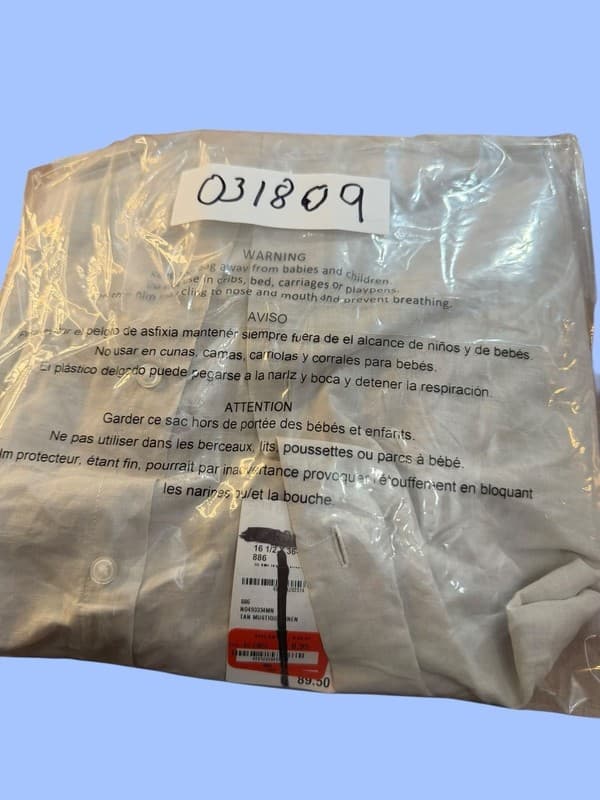 031809
WARNING
away from babies and children.
in cribs, bed, carriages or playpens.
cling to nose and mouth and prevent breathing.
AVISO
el peligro de asfixia mantener siempre fuera de el alcance de niños y de bebés.
No usar en cunas, camas, carriolas y corrales para bebés.
El plástico delgado puede pegarse a la nariz y boca y detener la respiración.
ATTENTION
Garder ce sac hors de portée des bébés et enfants.
Ne pas utiliser dans les berceaux, lits, poussettes ou parcs à bébé.
lm protecteur, étant fin, pourrait par inadvertance provoquer l'étouffement en bloquant
les narines ou/et la bouche.
16 1/2 36-
886
886
TAN
89.50